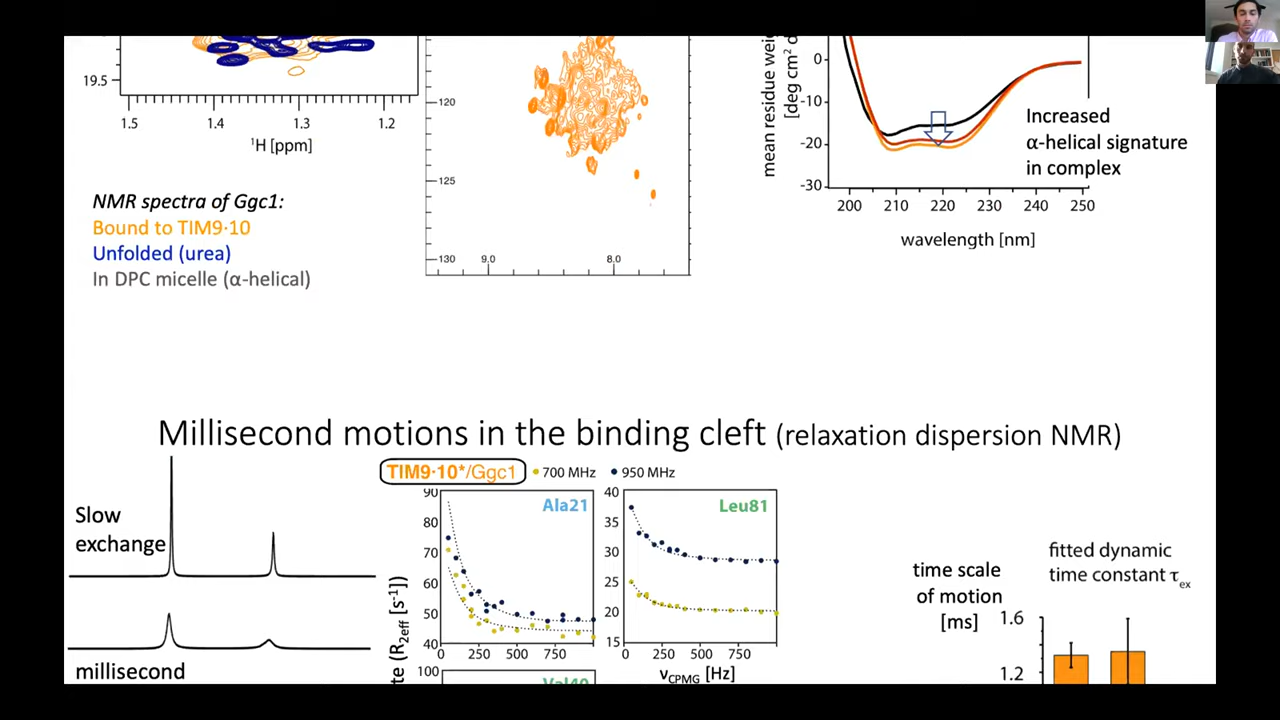 19.5
1.5 1.4 1.3 1.2
¹H [ppm]
NMR spectra of Ggc1:
Bound to TIM9·10
Unfolded (urea)
In DPC micelle (α-helical)
120
125
130
9.0 8.0
mean residue
[deg cm²
0
-10
-20
-30
200 210 220 230 240 250
wavelength [nm]
Increased
α-helical signature
in complex
Millisecond motions in the binding cleft (relaxation dispersion NMR)
Slow
exchange
millisecond
TIM9·10*/Ggc1
700 MHz 950 MHz
Ala21
90
80
70
60
50
40
0 250 500 750
(R2eff [s⁻¹])
100
Leu81
40
35
30
25
20
15
0 250 500 750
νCPMG [Hz]
time scale
of motion
[ms]
fitted dynamic
time constant τex
1.6
1.2